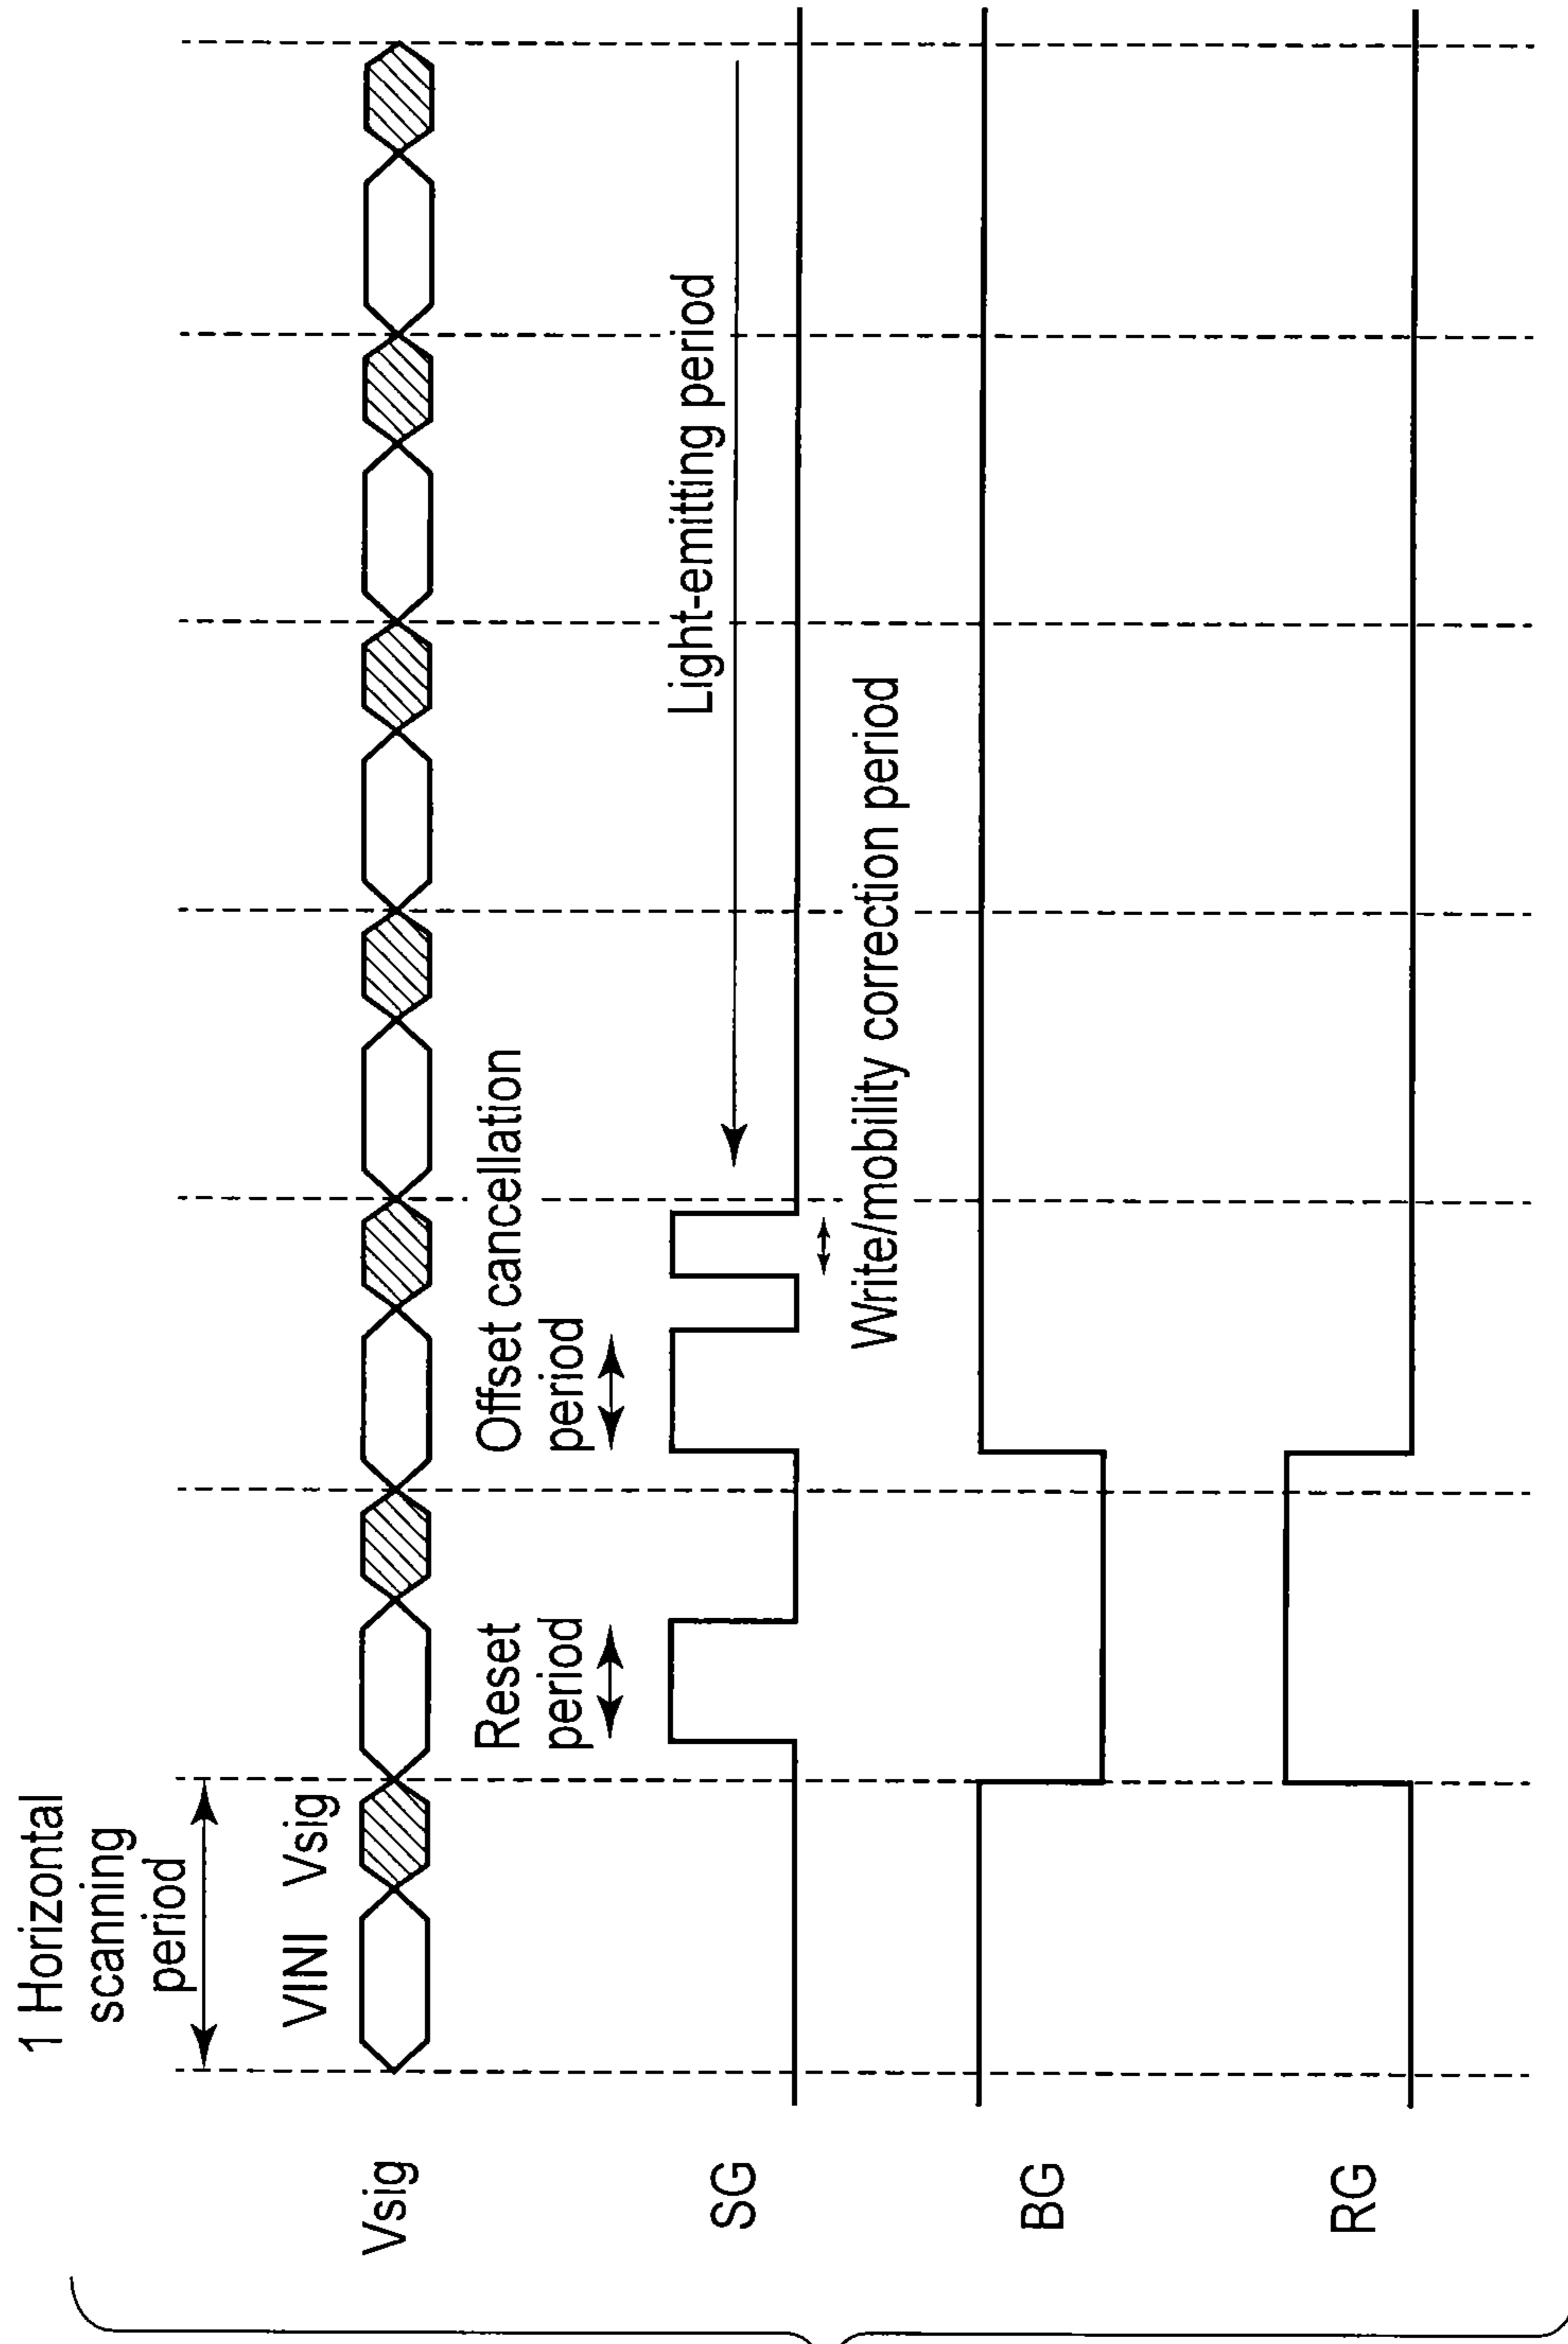 1 Horizontal
scanning
period
VINI Vsig
Vsig
Reset
period
Offset cancellation
period
Light-emitting period
SG
Write/mobility correction period
BG
RG